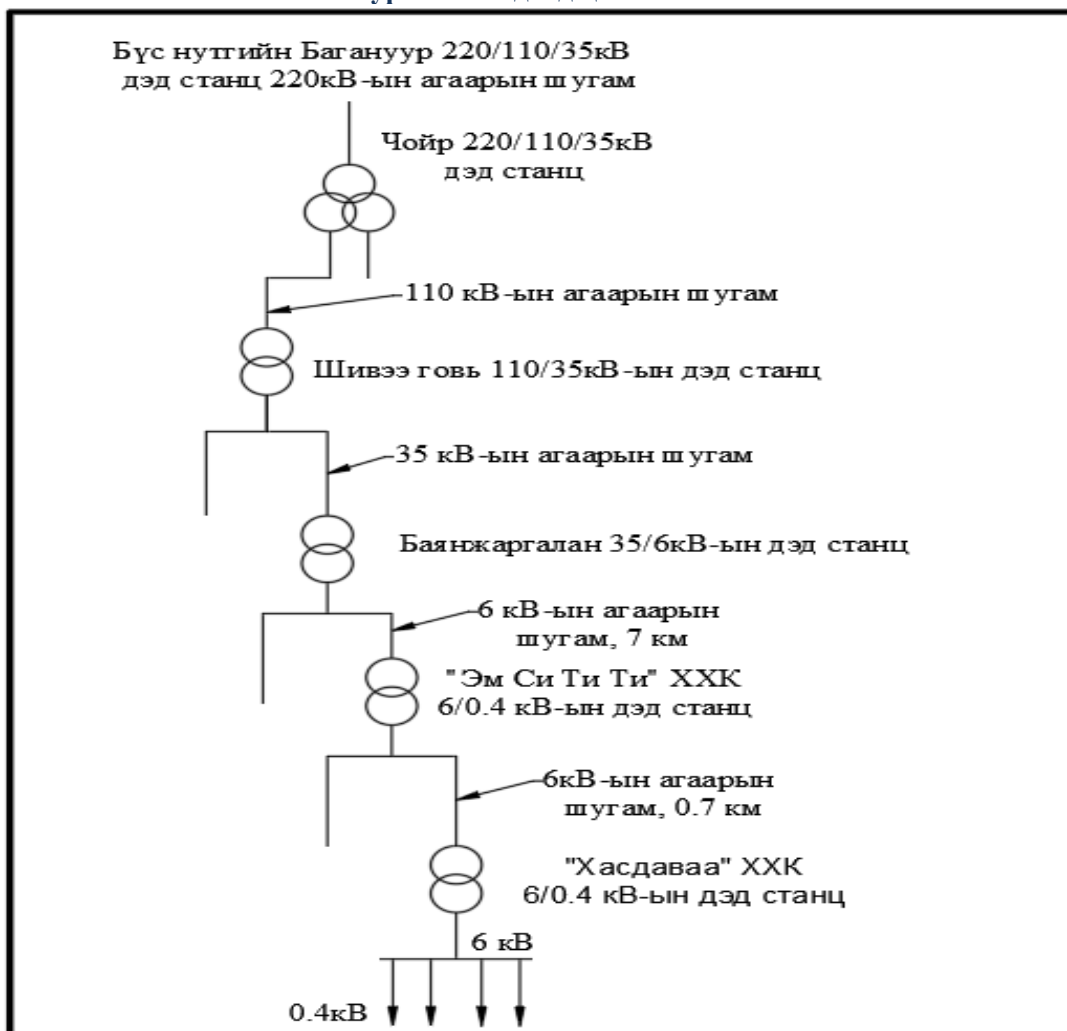 Бүс нутгийн Багануур 220/110/35кВ
дэд станц 220кВ-ын агаарын шугам
Чойр 220/110/35кВ
дэд станц
110 кВ-ын агаарын шугам
Шивээ говь 110/35кВ-ын дэд станц
35 кВ-ын агаарын шугам
Баянжаргалан 35/6кВ-ын дэд станц
6 кВ-ын агаарын
шугам, 7 км
"Эм Си Ти Ти" ХХК
6/0.4 кВ-ын дэд станц
6кВ-ын агаарын
шугам, 0.7 км
"Хасдаваа" ХХК
6/0.4 кВ-ын дэд станц
6 кВ
0.4кВ